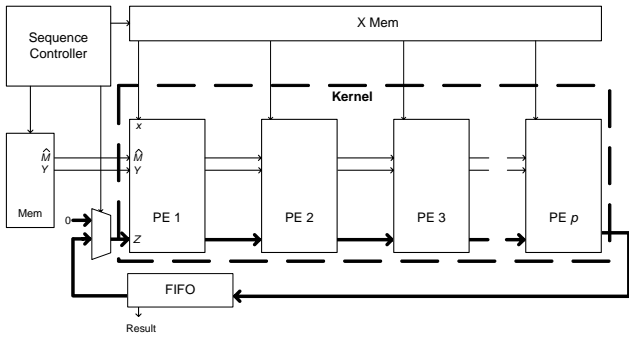 Sequence
Controller
X Mem
Kernel
x
M̂
Y
Mem
M̂
Y
PE 1
PE 2
PE 3
PE p
0
Z
FIFO
Result